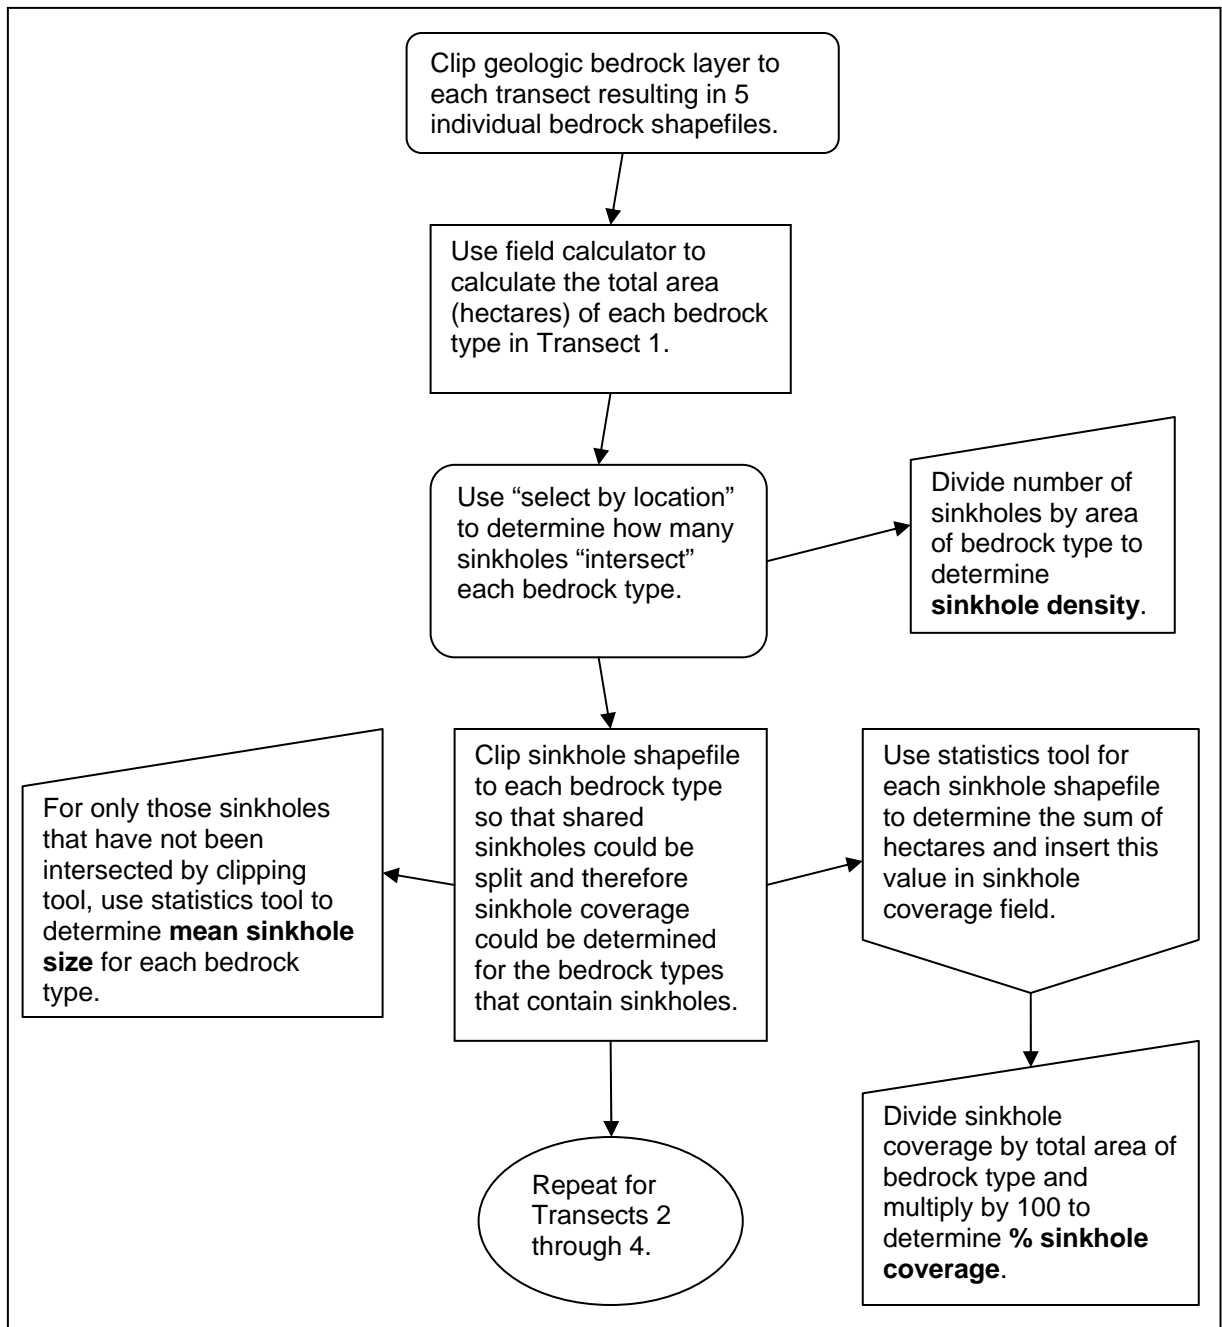 Clip geologic bedrock layer to
each transect resulting in 5
individual bedrock shapefiles.
Use field calculator to
calculate the total area
(hectares) of each bedrock
type in Transect 1.
Use “select by location”
to determine how many
sinkholes “intersect”
each bedrock type.
Divide number of
sinkholes by area
of bedrock type to
determine
sinkhole density.
For only those sinkholes
that have not been
intersected by clipping
tool, use statistics tool to
determine mean sinkhole
size for each bedrock
type.
Clip sinkhole shapefile
to each bedrock type
so that shared
sinkholes could be
split and therefore
sinkhole coverage
could be determined
for the bedrock types
that contain sinkholes.
Use statistics tool for
each sinkhole shapefile
to determine the sum of
hectares and insert this
value in sinkhole
coverage field.
Repeat for
Transects 2
through 4.
Divide sinkhole
coverage by total area of
bedrock type and
multiply by 100 to
determine % sinkhole
coverage.